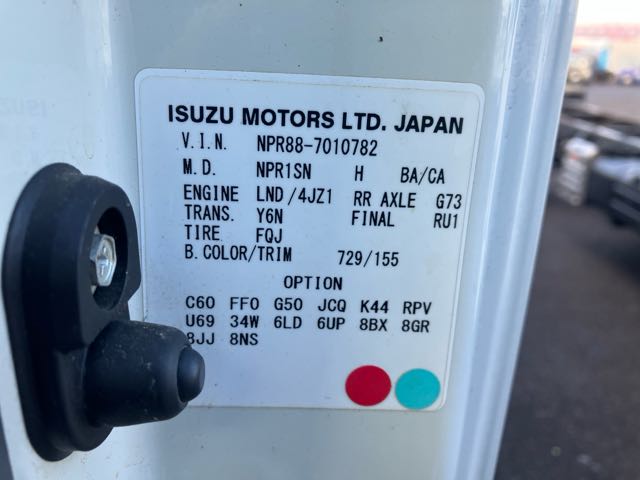 ISUZU MOTORS LTD. JAPAN
V.I.N. NPR88-7010782
M.D. NPR1SN H BA/CA
ENGINE LND/4JZ1 RR AXLE G73
TRANS. Y6N FINAL RU1
TIRE FQJ
B.COLOR/TRIM 729/155
OPTION
C60 FF0 G50 JCQ K44 RPV
U69 34W 6LD 6UP 8BX 8GR
8JJ 8NS